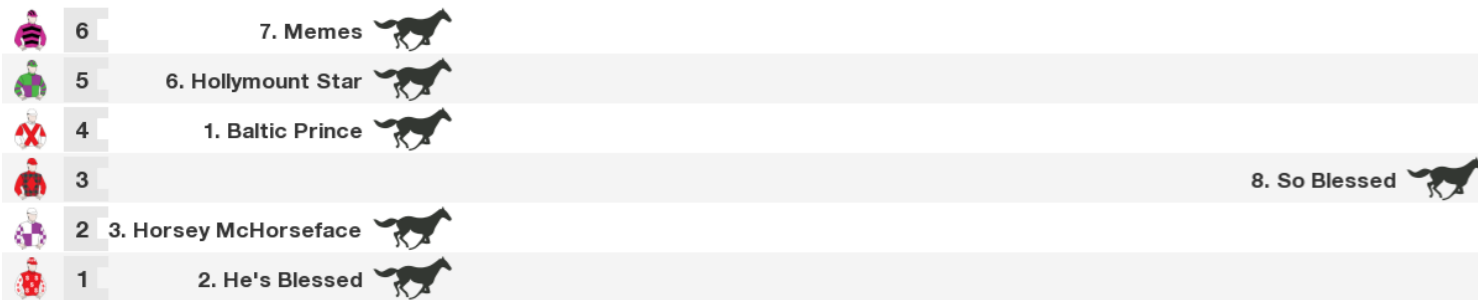 6 7. Memes
5 6. Hollymount Star
4 1. Baltic Prince
3 8. So Blessed
2 3. Horsey McHorseface
1 2. He's Blessed